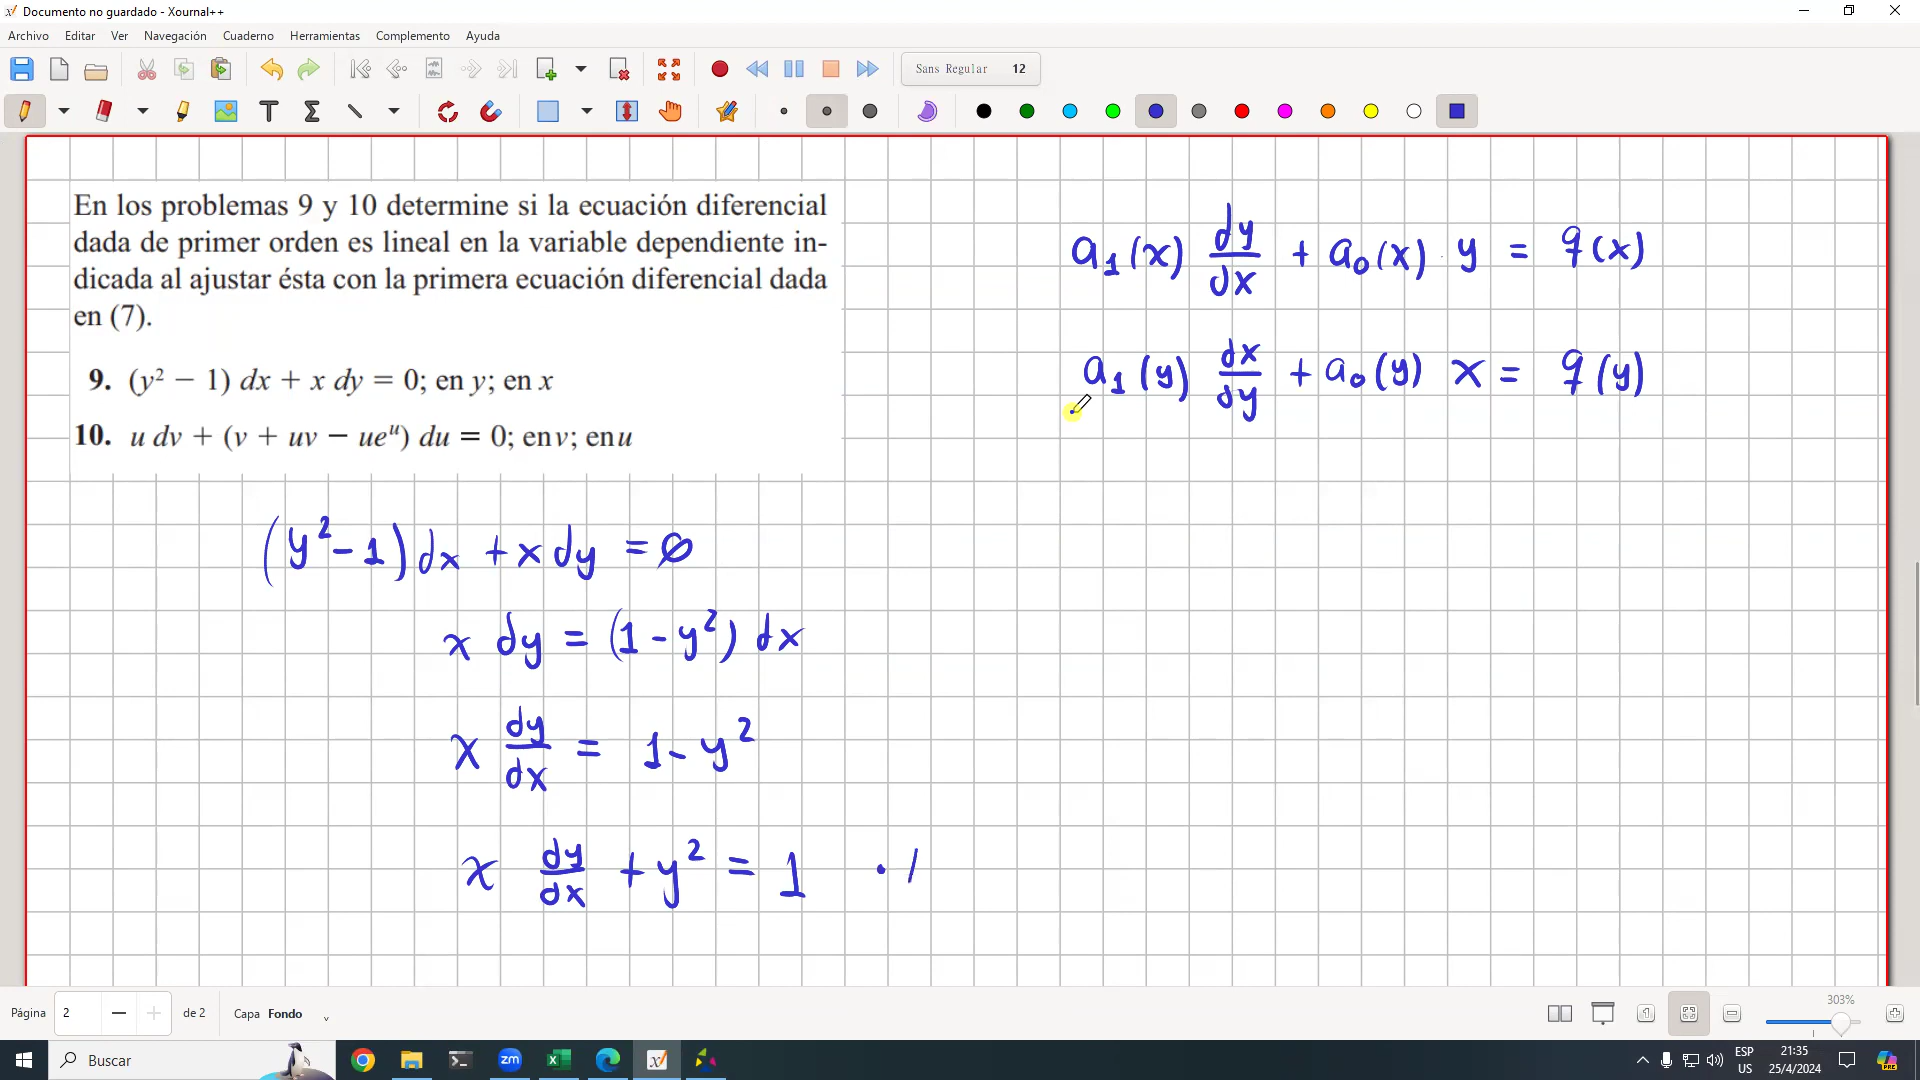 Documento no guardado - Xournal++
Archivo Editar Ver Navegación Cuaderno Herramientas Complemento Ayuda
Sans Regular 12
En los problemas 9 y 10 determine si la ecuación diferencial
dada de primer orden es lineal en la variable dependiente in-
dicada al ajustar ésta con la primera ecuación diferencial dada
en (7).
9. (y² − 1) dx + x dy = 0; en y; en x
10. u dv + (v + uv − ueᵘ) du = 0; en v; en u
a₁(x) dy/dx + a₀(x) · y = q(x)
a₁(y) dx/dy + a₀(y) x = q(y)
(y²-1)dx + x dy = 0
x dy = (1-y²) dx
x dy/dx = 1-y²
x dy/dx + y² = 1 · /
Página 2 de 2 Capa Fondo
303%
Buscar
ESP
US
21:35
25/4/2024